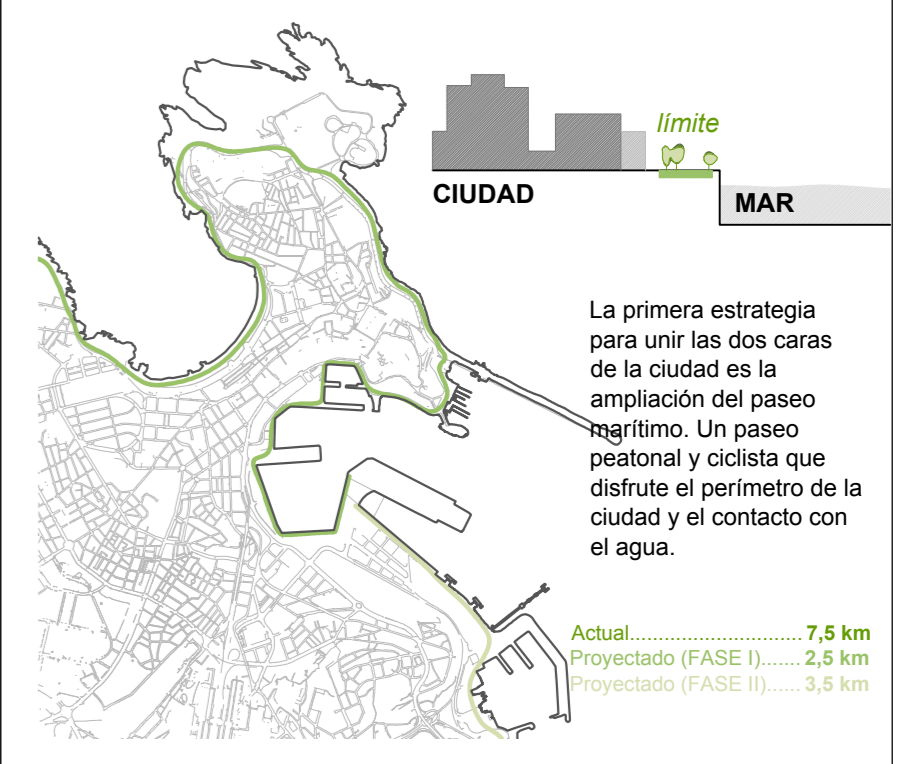 límite
CIUDAD
MAR
La primera estrategia
para unir las dos caras
de la ciudad es la
ampliación del paseo
marítimo. Un paseo
peatonal y ciclista que
disfrute el perímetro de la
ciudad y el contacto con
el agua.
Actual.............................. 7,5 km
Proyectado (FASE I)....... 2,5 km
Proyectado (FASE II)...... 3,5 km